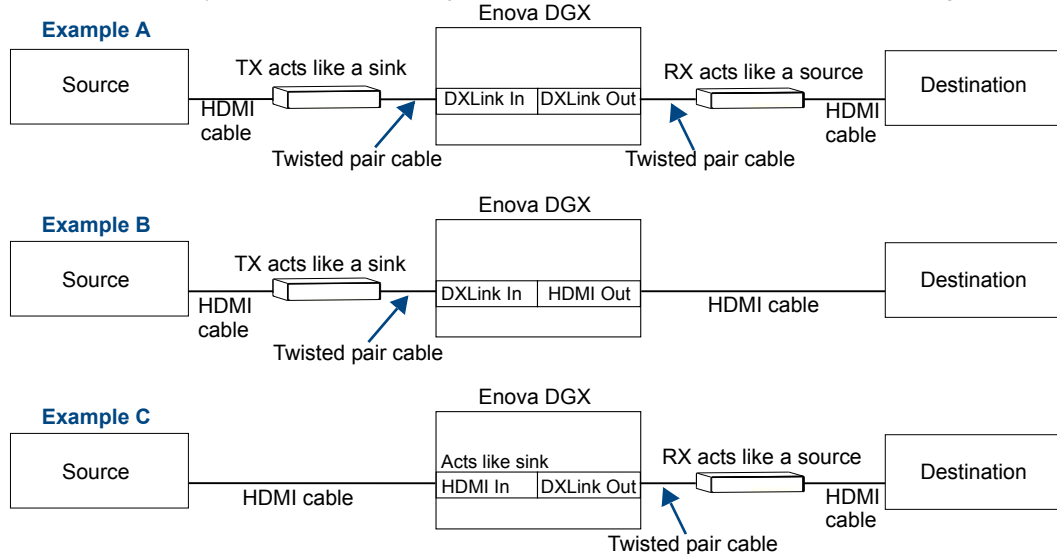 Enova DGX
Example A
Source
TX acts like a sink
RX acts like a source
Destination
HDMI
cable
DXLink In
DXLink Out
HDMI
cable
Twisted pair cable
Twisted pair cable
Enova DGX
Example B
Source
TX acts like a sink
Destination
HDMI
cable
DXLink In
HDMI Out
HDMI cable
Twisted pair cable
Enova DGX
Example C
Source
Acts like sink
RX acts like a source
Destination
HDMI cable
HDMI In
DXLink Out
HDMI
cable
Twisted pair cable